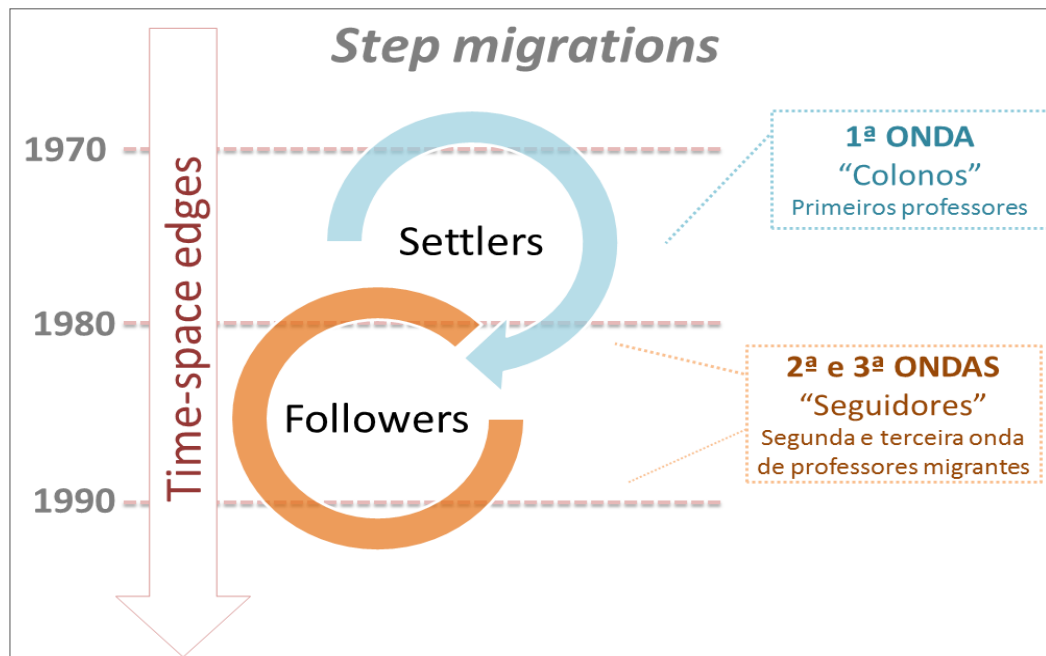 Step migrations
Time-space edges
1970
1980
1990
Settlers
Followers
1ª ONDA
“Colonos”
Primeiros professores
2ª e 3ª ONDAS
“Seguidores”
Segunda e terceira onda
de professores migrantes